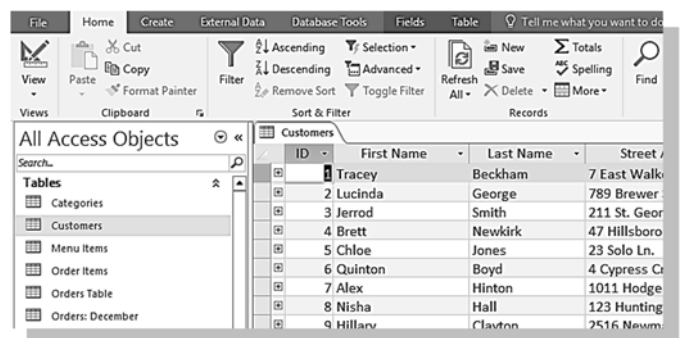 File Home Create External Data Database Tools Fields Table Tell me what you want to do
View Views
Paste Cut Copy Format Painter Clipboard
Filter Ascending Descending Remove Sort Selection Advanced Toggle Filter Sort & Filter
Refresh All New Save Delete Totals Spelling More Records
Find
All Access Objects
Search...
Tables
Categories
Customers
Menu Items
Order Items
Orders Table
Orders: December
Customers
ID First Name Last Name Street
1 Tracey Beckham 7 East Walk
2 Lucinda George 789 Brewer
3 Jerrod Smith 211 St. Geor
4 Brett Newkirk 47 Hillsboro
5 Chloe Jones 23 Solo Ln.
6 Quinton Boyd 4 Cypress
7 Alex Hinton 1011 Hodge
8 Nisha Hall 123 Hunting
9 Hillary Clayton 2516 Newm